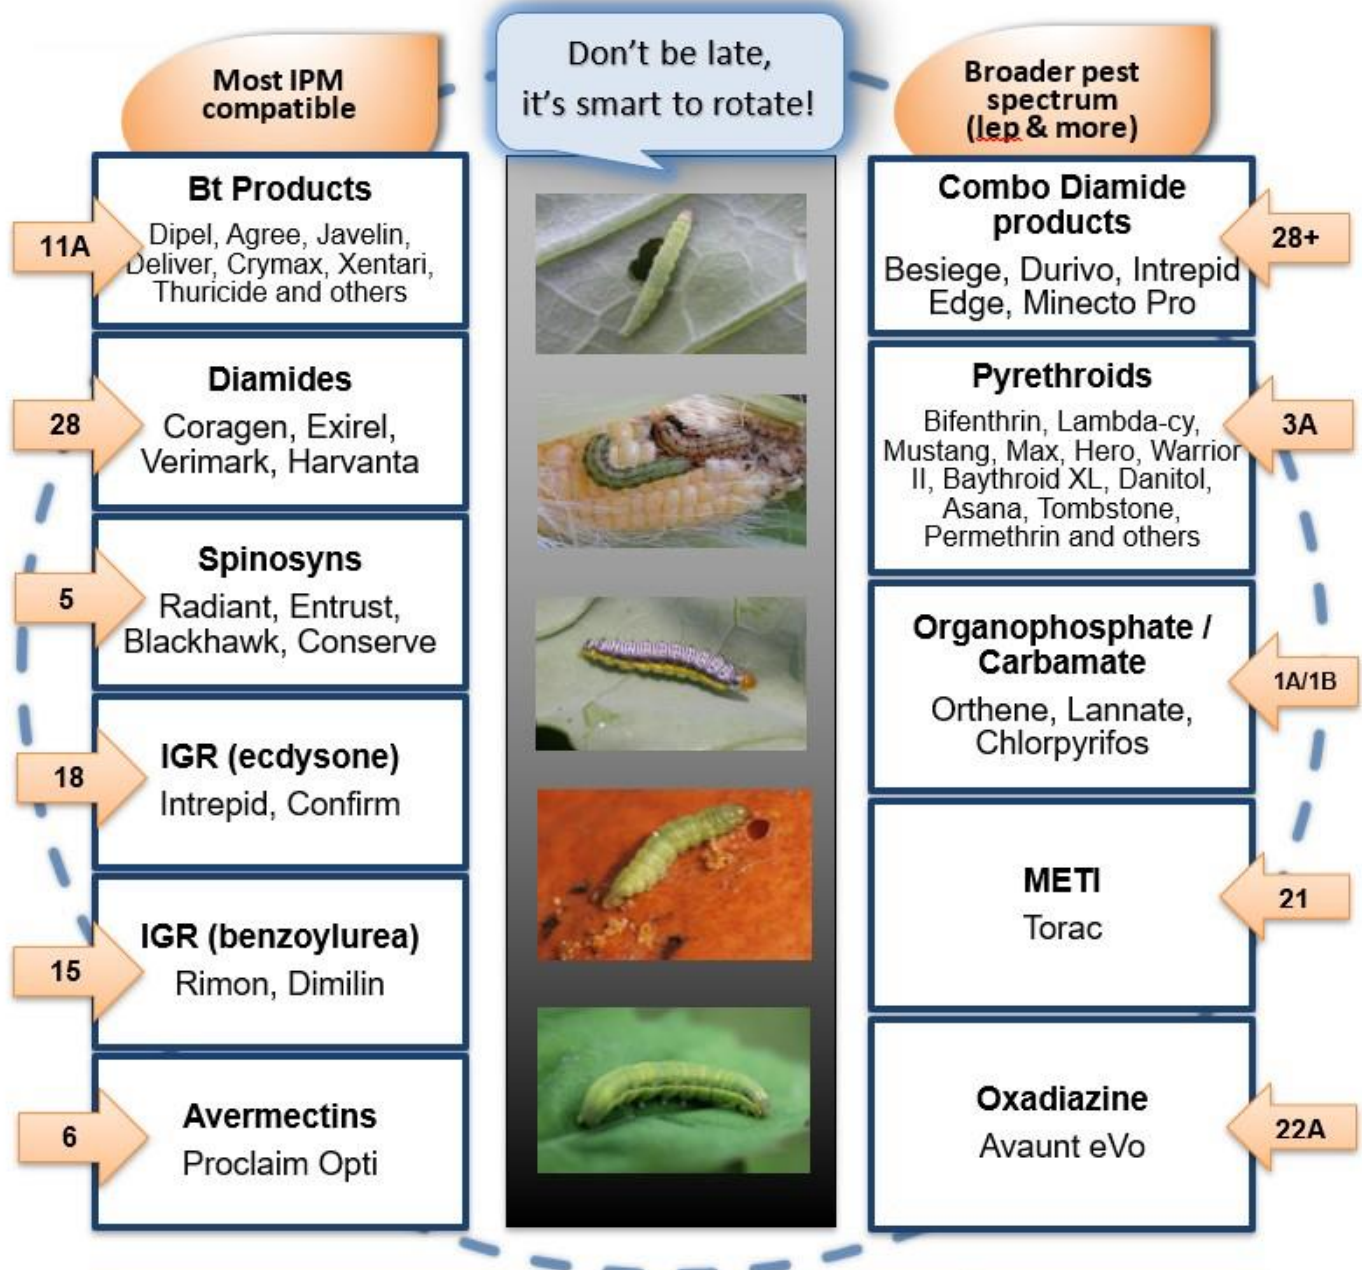 Most IPM
compatible
Don't be late,
it's smart to rotate!
Broader pest
spectrum
(lep & more)
11A
Bt Products
Dipel, Agree, Javelin,
Deliver, Crymax, Xentari,
Thuricide and others
28
Diamides
Coragen, Exirel,
Verimark, Harvanta
5
Spinosyns
Radiant, Entrust,
Blackhawk, Conserve
18
IGR (ecdysone)
Intrepid, Confirm
15
IGR (benzoylurea)
Rimon, Dimilin
6
Avermectins
Proclaim Opti
Combo Diamide
products
Besiege, Durivo, Intrepid
Edge, Minecto Pro
28+
Pyrethroids
Bifenthrin, Lambda-cy,
Mustang, Max, Hero, Warrior
II, Baythroid XL, Danitol,
Asana, Tombstone,
Permethrin and others
3A
Organophosphate /
Carbamate
Orthene, Lannate,
Chlorpyrifos
1A/1B
METI
Torac
21
Oxadiazine
Avaunt eVo
22A